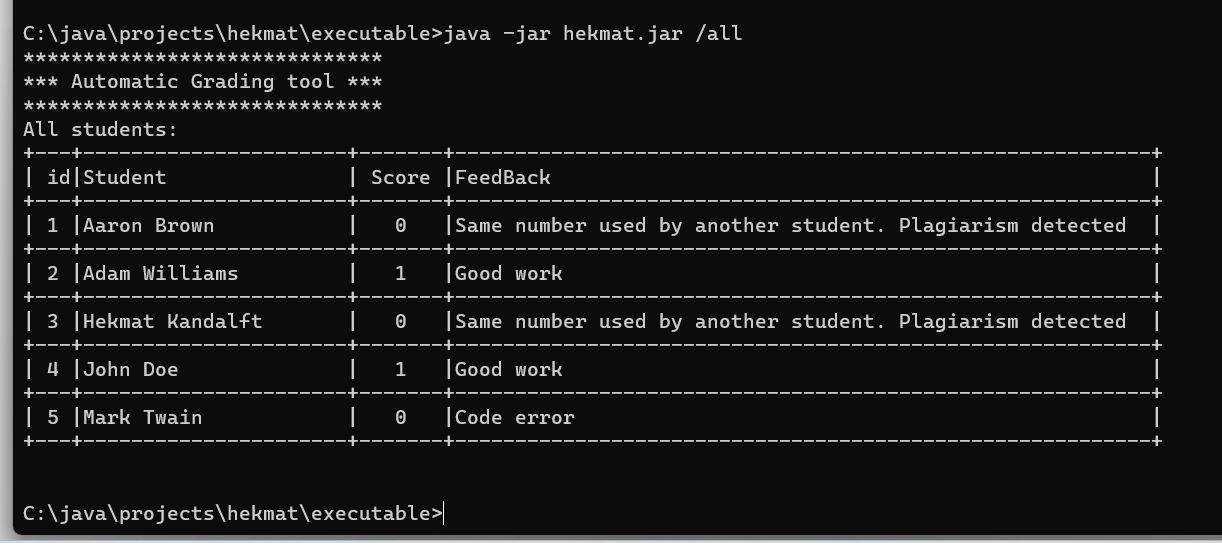 C:\java\projects\hekmat\executable>java -jar hekmat.jar /all
******************************
*** Automatic Grading tool ***
******************************
All students:
+---+----------------------+-------+----------------------------------------------------------+
| id|Student               | Score |FeedBack                                                  |
+---+----------------------+-------+----------------------------------------------------------+
| 1 |Aaron Brown           |   0   |Same number used by another student. Plagiarism detected  |
+---+----------------------+-------+----------------------------------------------------------+
| 2 |Adam Williams         |   1   |Good work                                                 |
+---+----------------------+-------+----------------------------------------------------------+
| 3 |Hekmat Kandalft       |   0   |Same number used by another student. Plagiarism detected  |
+---+----------------------+-------+----------------------------------------------------------+
| 4 |John Doe              |   1   |Good work                                                 |
+---+----------------------+-------+----------------------------------------------------------+
| 5 |Mark Twain            |   0   |Code error                                                |
+---+----------------------+-------+----------------------------------------------------------+
C:\java\projects\hekmat\executable>